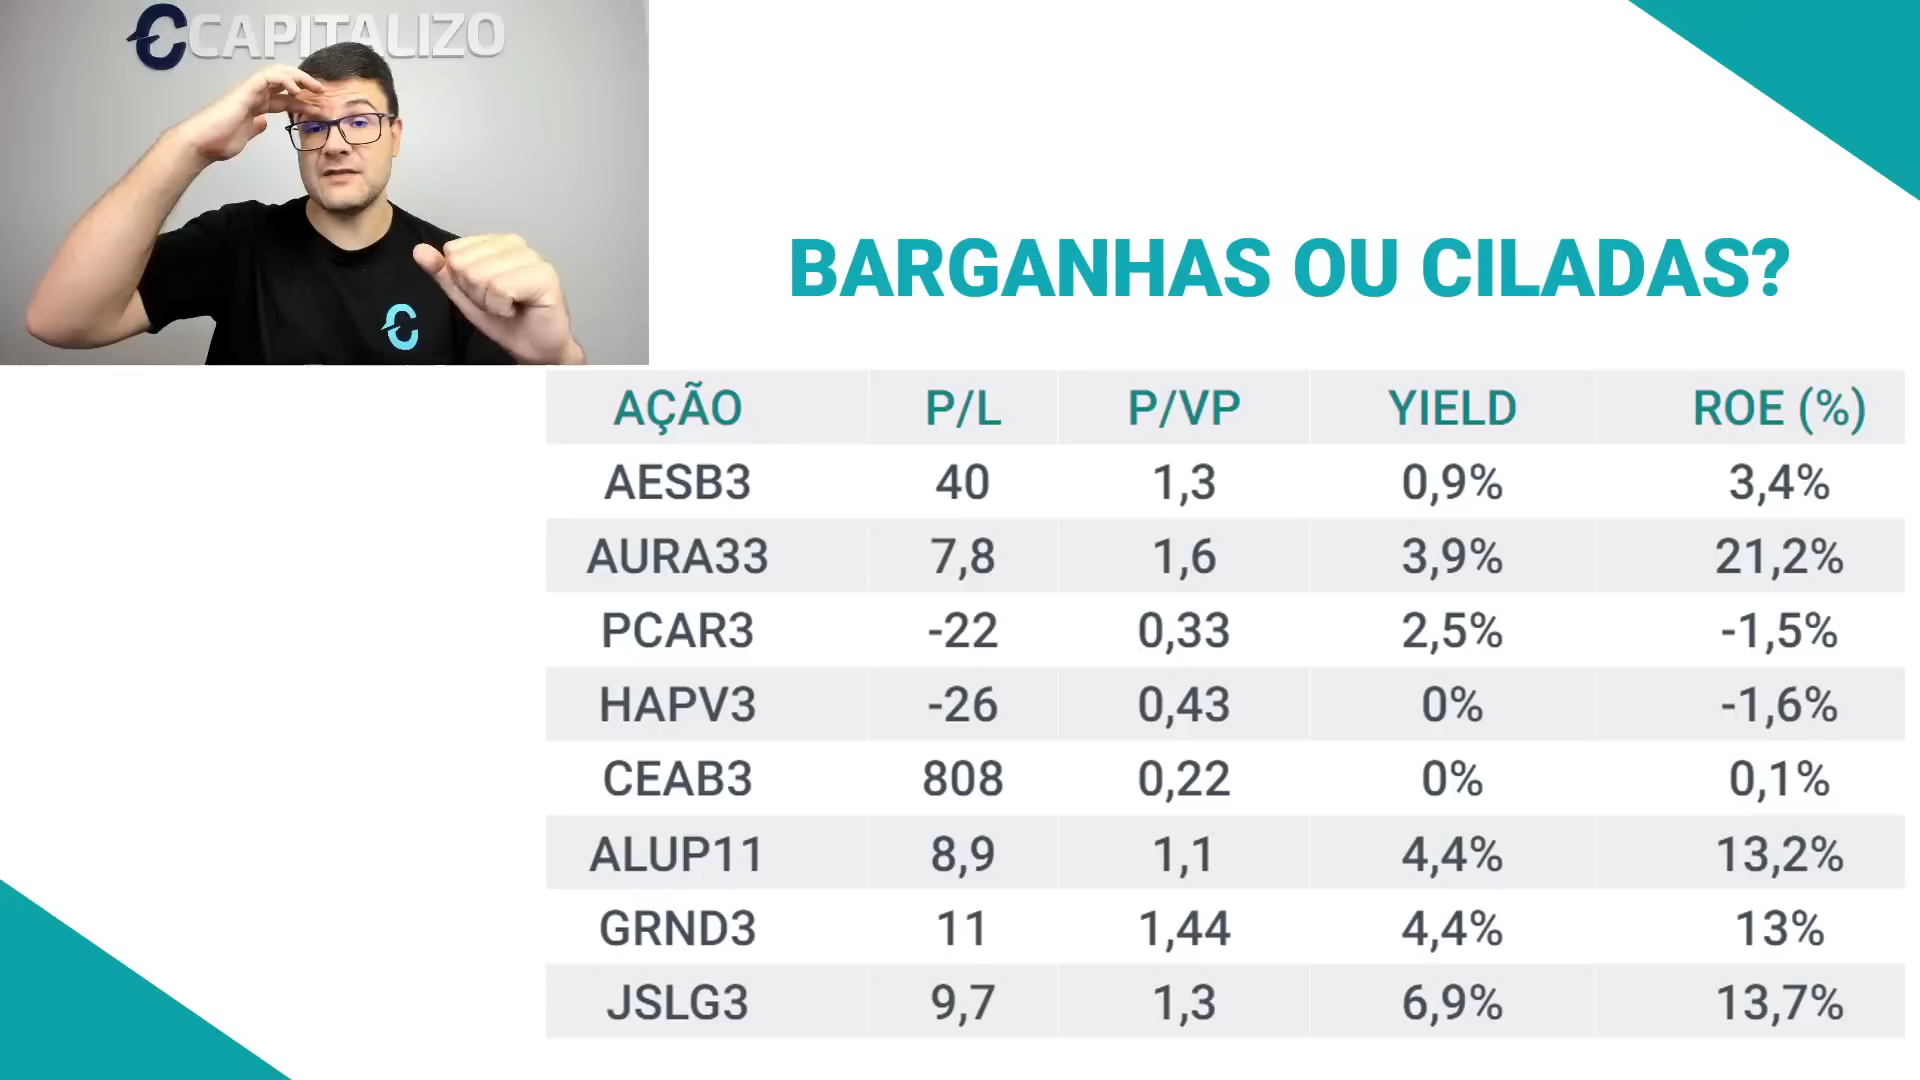 CAPITALIZO
BARGANHAS OU CILADAS?
AÇÃO P/L P/VP YIELD ROE (%)
AESB3 40 1,3 0,9% 3,4%
AURA33 7,8 1,6 3,9% 21,2%
PCAR3 -22 0,33 2,5% -1,5%
HAPV3 -26 0,43 0% -1,6%
CEAB3 808 0,22 0% 0,1%
ALUP11 8,9 1,1 4,4% 13,2%
GRND3 11 1,44 4,4% 13%
JSLG3 9,7 1,3 6,9% 13,7%